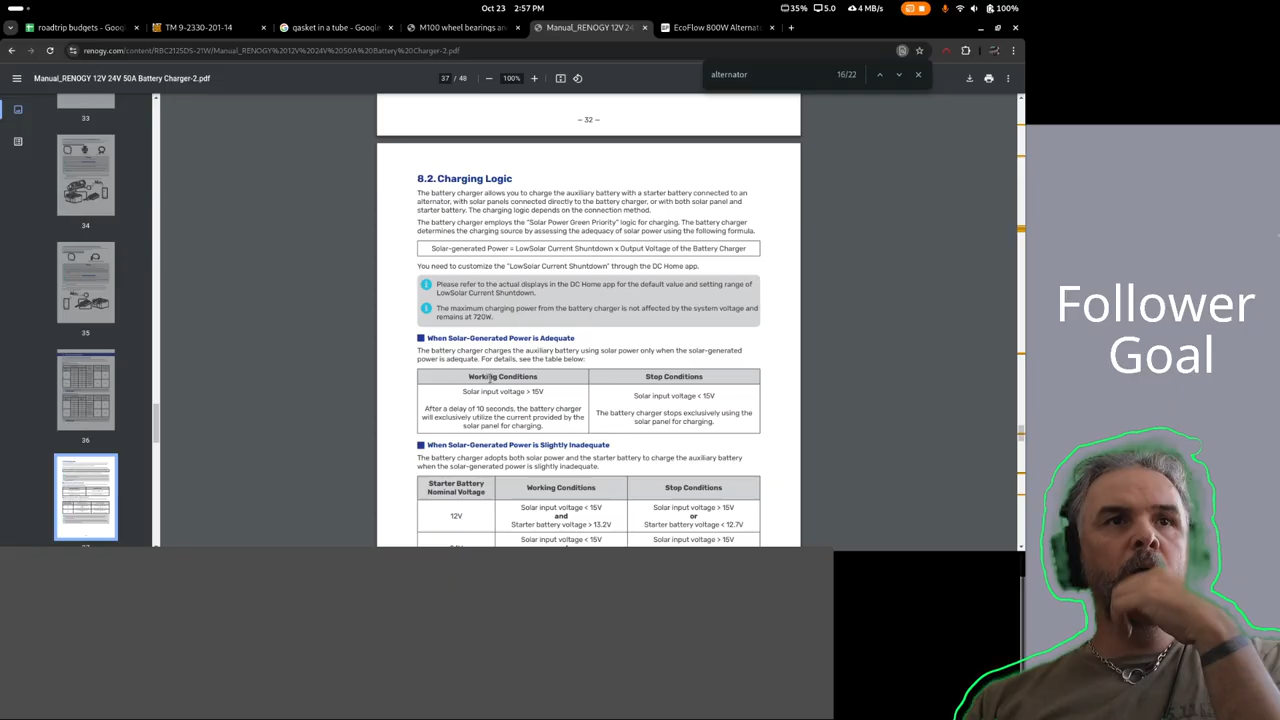 Oct 23 2:57 PM
35% 5.0 4 MB/s 100%
roadtrip budgets - Goog
TM 9-2330-201-14
gasket in a tube - Google
M100 wheel bearings an
Manual_RENOGY 12V 24
EcoFlow 800W Alternato
renogy.com/content/RBC2125DS-21W/Manual_RENOGY%2012V%2024V%2050A%20Battery%20Charger-2.pdf
Manual_RENOGY 12V 24V 50A Battery Charger-2.pdf
37 / 48
100%
alternator 16/22
33
34
35
36
– 32 –
8.2. Charging Logic
The battery charger allows you to charge the auxiliary battery with a starter battery connected to an
alternator, with solar panels connected directly to the battery charger, or with both solar panel and
starter battery. The charging logic depends on the connection method.
The battery charger employs the "Solar Power Green Priority" logic for charging. The battery charger
determines the charging source by assessing the adequacy of solar power using the following formula.
Solar-generated Power = LowSolar Current Shuntdown x Output Voltage of the Battery Charger
You need to customize the "LowSolar Current Shuntdown" through the DC Home app.
Please refer to the actual displays in the DC Home app for the default value and setting range of
LowSolar Current Shuntdown.
The maximum charging power from the battery charger is not affected by the system voltage and
remains at 720W.
When Solar-Generated Power is Adequate
The battery charger charges the auxiliary battery using solar power only when the solar-generated
power is adequate. For details, see the table below:
Working Conditions
Stop Conditions
Solar input voltage > 15V
After a delay of 10 seconds, the battery charger
will exclusively utilize the current provided by the
solar panel for charging.
Solar input voltage < 15V
The battery charger stops exclusively using the
solar panel for charging.
When Solar-Generated Power is Slightly Inadequate
The battery charger adopts both solar power and the starter battery to charge the auxiliary battery
when the solar-generated power is slightly inadequate.
Starter Battery
Nominal Voltage
Working Conditions
Stop Conditions
12V
Solar input voltage < 15V
and
Starter battery voltage > 13.2V
Solar input voltage > 15V
or
Starter battery voltage < 12.7V
Solar input voltage < 15V
Solar input voltage > 15V
Follower
Goal